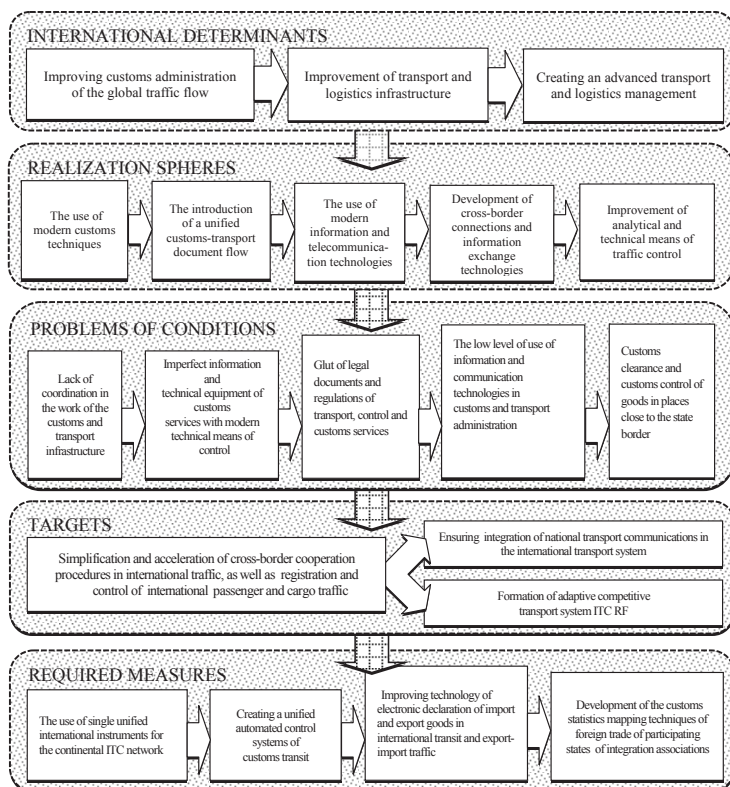 INTERNATIONAL DETERMINANTS
Improving customs administration
of the global traffic flow
Improvement of transport and
logistics infrastructure
Creating an advanced transport
and logistics management
REALIZATION SPHERES
The use of
modern customs
techniques
The introduction
of a unified
customs-transport
document flow
The use of
modern
information and
telecommunica-
tion technologies
Development of
cross-border
connections and
information
exchange
technologies
Improvement of
analytical and
technical means of
traffic control
PROBLEMS OF CONDITIONS
Lack of
coordination in
the work of the
customs and
transport
infrastructure
Imperfect information
and
technical equipment of
customs
services with modern
technical means of
control
Glut of legal
documents and
regulations of
transport, control and
customs services
The low level of use of
information and
communication
technologies in
customs and transport
administration
Customs
clearance and
customs control of
goods in places
close to the state
border
TARGETS
Simplification and acceleration of cross-border cooperation
procedures in international traffic, as well as registration and
control of international passenger and cargo traffic
Ensuring integration of national transport communications in
the international transport system
Formation of adaptive competitive
transport system ITC RF
REQUIRED MEASURES
The use of single unified
international instruments for
the continental ITC network
Creating a unified
automated control
systems of
customs transit
Improving technology of
electronic declaration of import
and export goods in
international transit and export-
import traffic
Development of the customs
statistics mapping techniques of
foreign trade of participating
states of integration associations